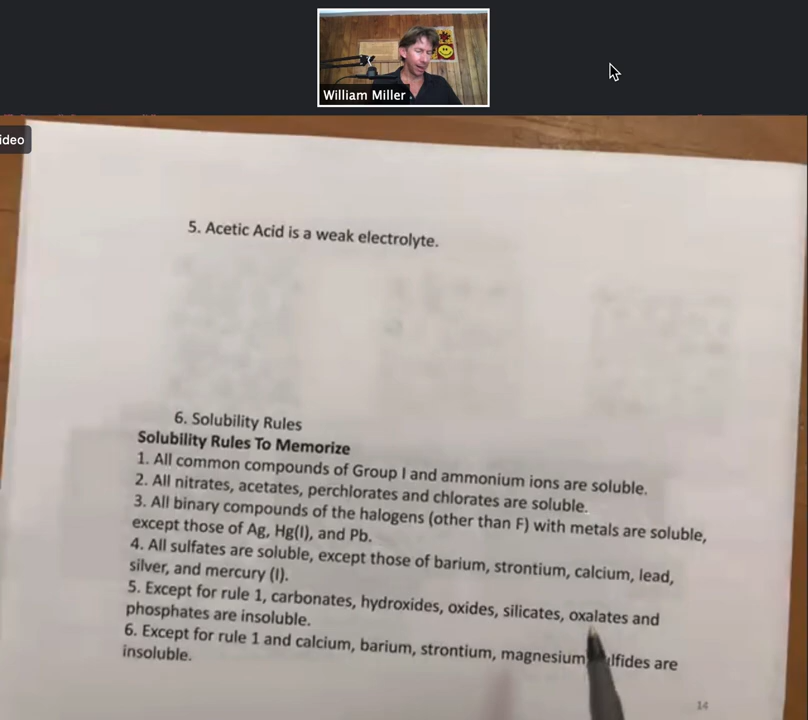 William Miller
ideo
5. Acetic Acid is a weak electrolyte.
6. Solubility Rules
Solubility Rules To Memorize
1. All common compounds of Group I and ammonium ions are soluble.
2. All nitrates, acetates, perchlorates and chlorates are soluble.
3. All binary compounds of the halogens (other than F) with metals are soluble,
except those of Ag, Hg(I), and Pb.
4. All sulfates are soluble, except those of barium, strontium, calcium, lead,
silver, and mercury (I).
5. Except for rule 1, carbonates, hydroxides, oxides, silicates, oxalates and
phosphates are insoluble.
6. Except for rule 1 and calcium, barium, strontium, magnesium lfides are
insoluble.
14